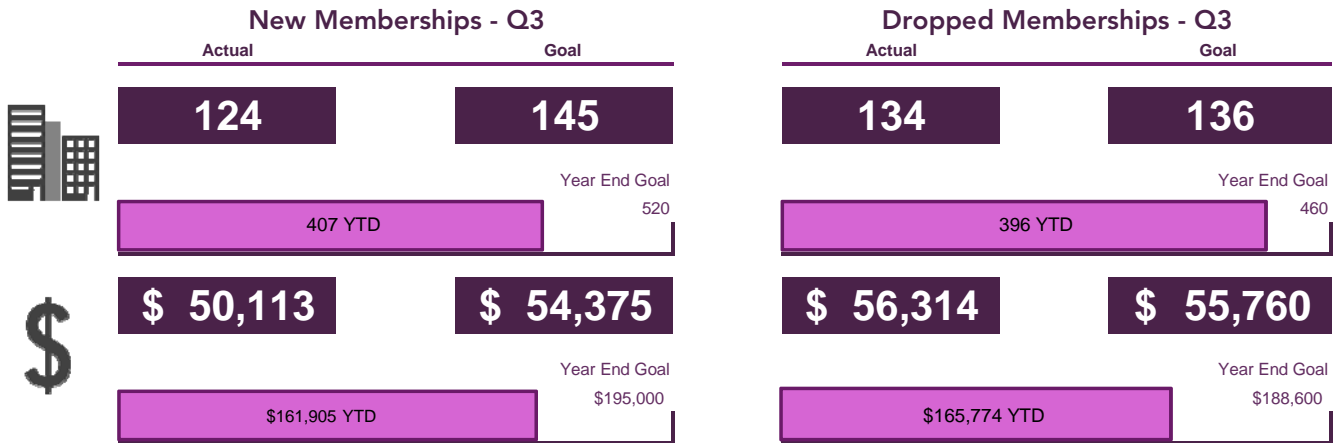 New Memberships - Q3
Actual Goal
124 145
Year End Goal
520
407 YTD
$ 50,113 $ 54,375
Year End Goal
$195,000
$161,905 YTD
Dropped Memberships - Q3
Actual Goal
134 136
Year End Goal
460
396 YTD
$ 56,314 $ 55,760
Year End Goal
$188,600
$165,774 YTD